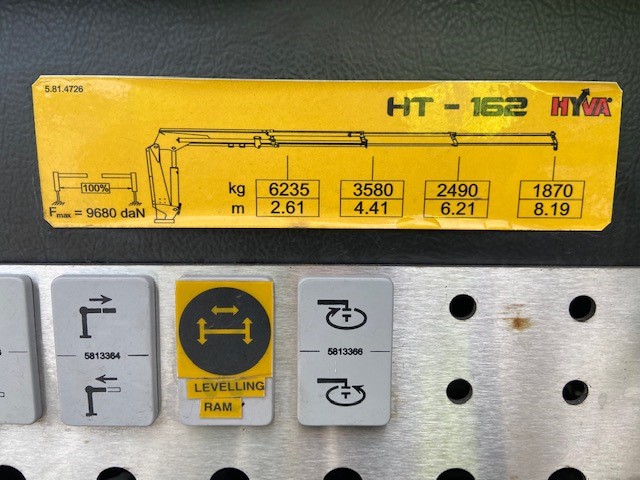 5.81.4726
HT - 162 HYVA
100%
Fmax = 9680 daN
kg 6235 3580 2490 1870
m 2.61 4.41 6.21 8.19
5813364
LEVELLING
RAM
T
5813366
T